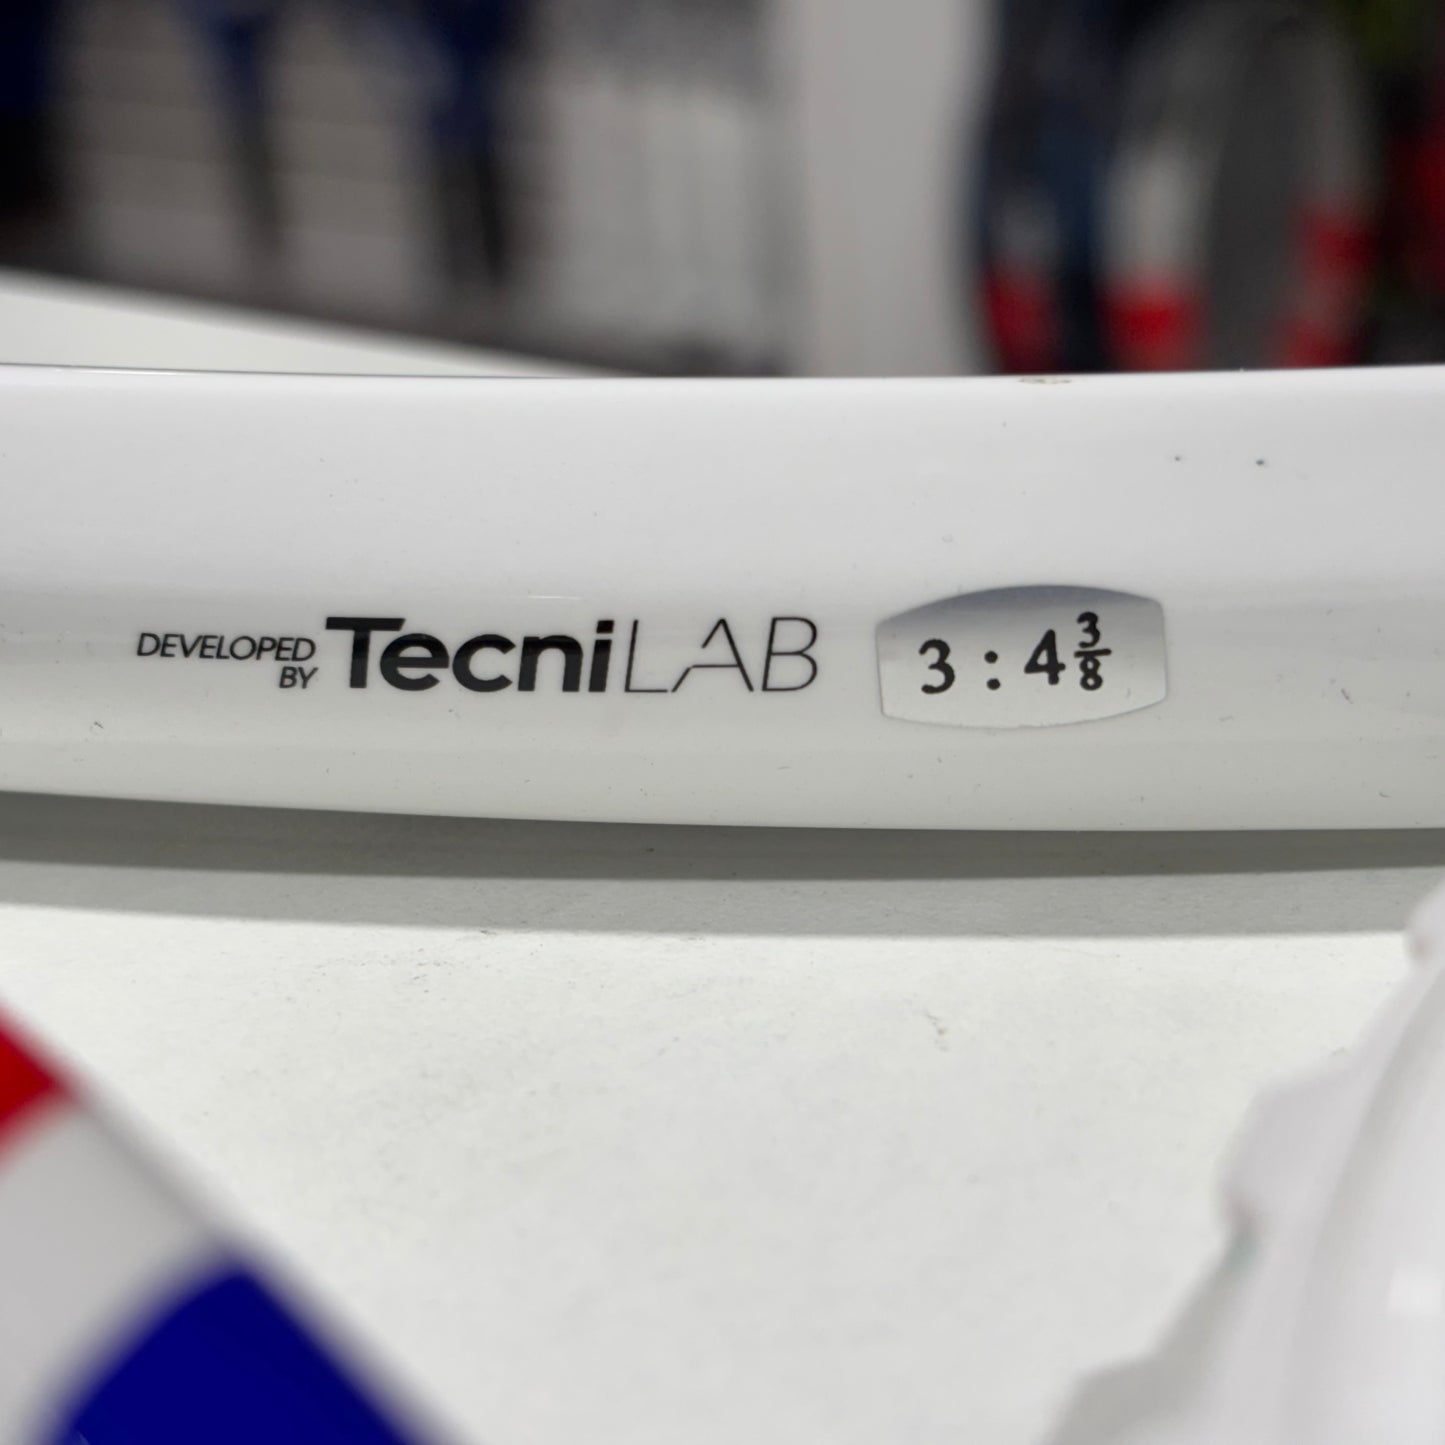 DEVELOPED
BY
TecniLAB
3 : 4 3/8